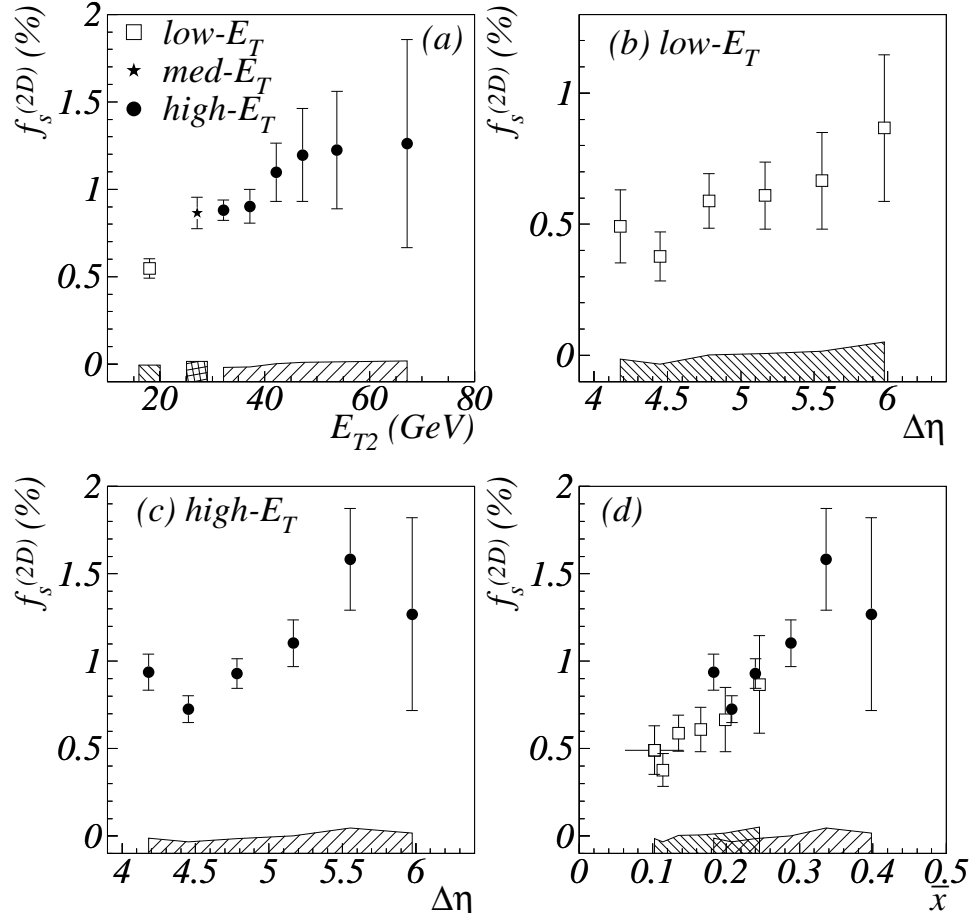 f_s^(2D) (%)
2
1.5
1
0.5
0
low-E_T
med-E_T
high-E_T
(a)
20 40 60 80
E_T2 (GeV)
f_s^(2D) (%)
(b) low-E_T
1
0.5
0
4 4.5 5 5.5 6
Δη
f_s^(2D) (%)
(c) high-E_T
2
1.5
1
0.5
0
4 4.5 5 5.5 6
Δη
f_s^(2D) (%)
(d)
2
1.5
1
0.5
0
0 0.1 0.2 0.3 0.4 0.5
x̄